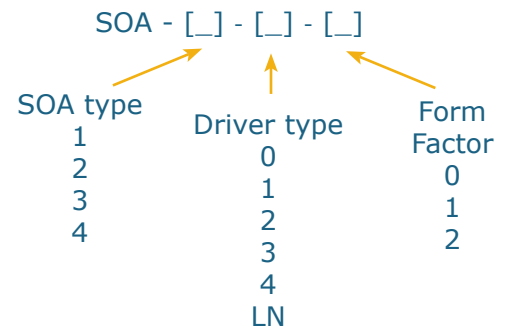 SOA - [_] - [_] - [_]
SOA type
1
2
3
4
Driver type
0
1
2
3
4
LN
Form
Factor
0
1
2